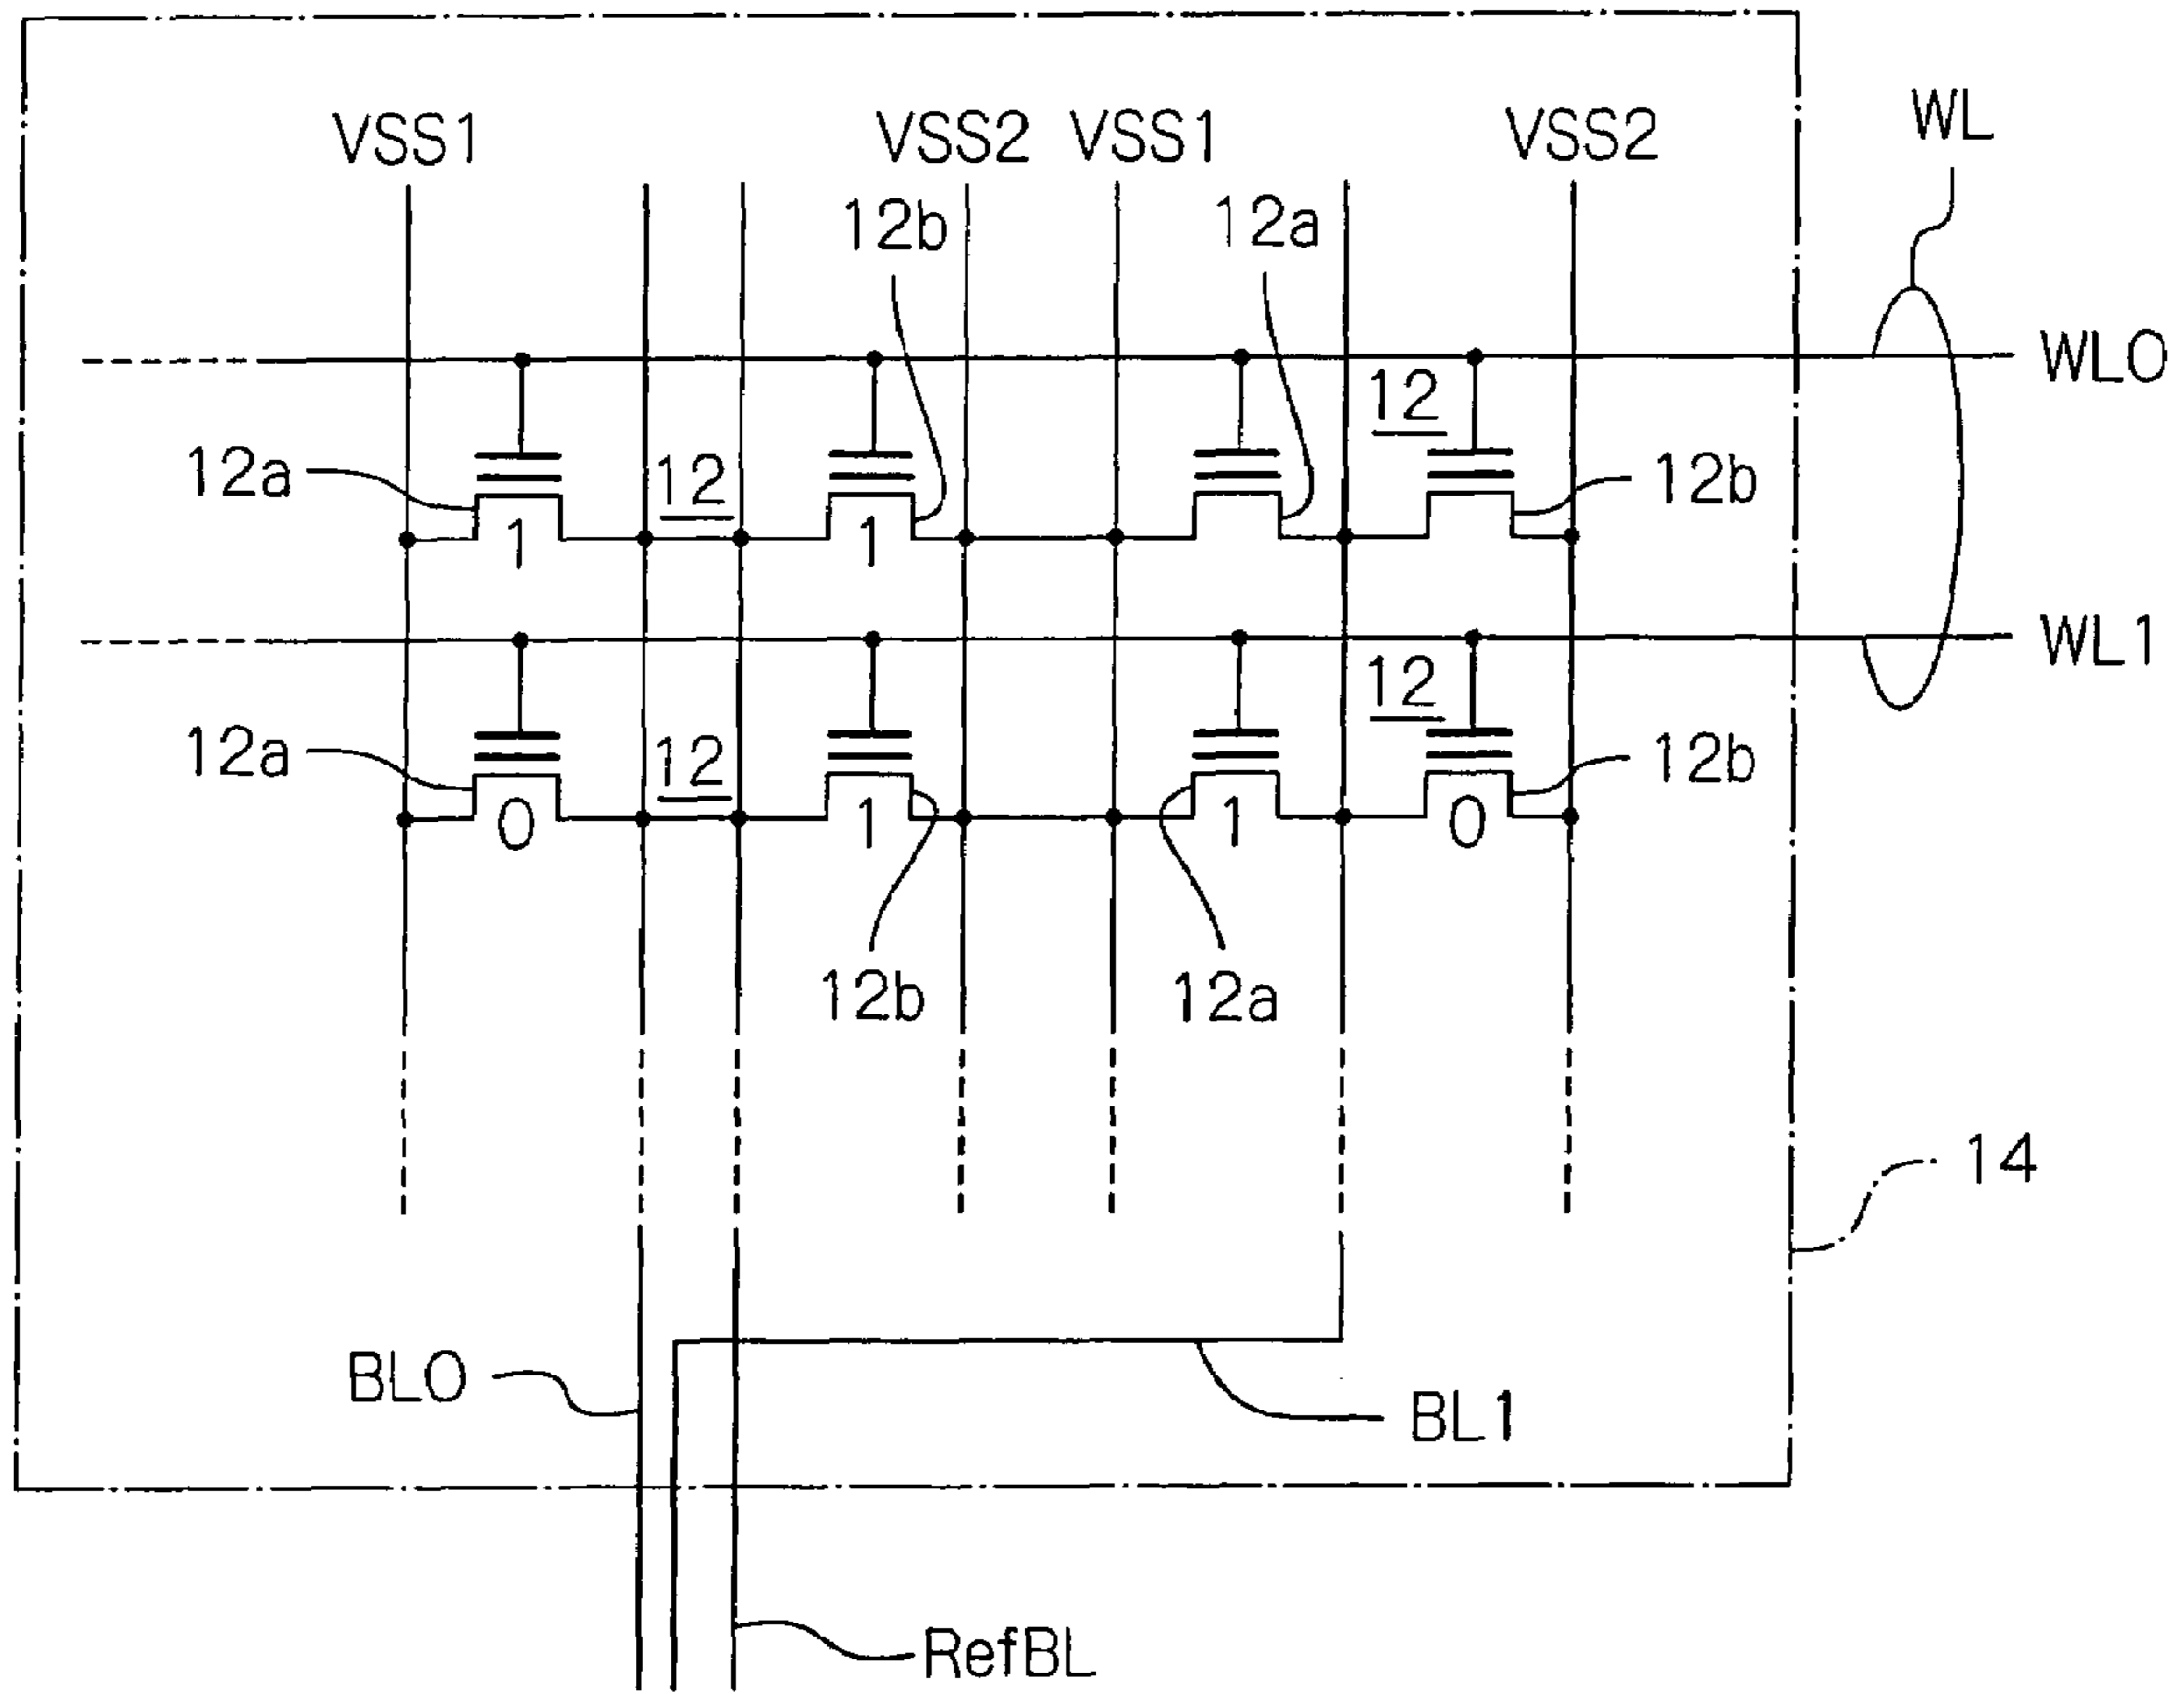 VSS1 VSS2 VSS1 VSS2 WL
12b 12a
WL0
12
12a 12 12b
1 1
WL1
12
12a 12 12b
0 1 1 0
12b 12a
14
BL0 BL1
RefBL